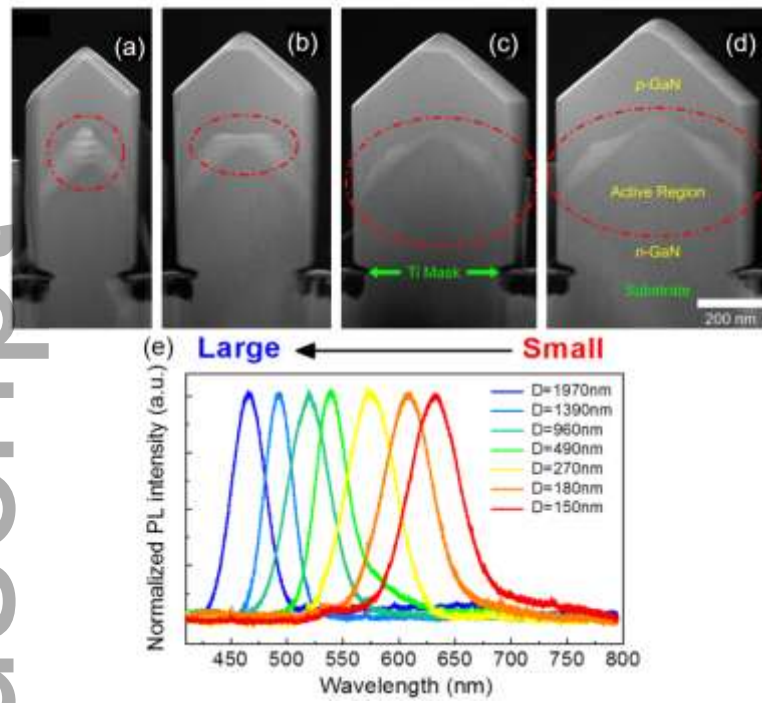 (a)
(b)
(c)
(d)
p-GaN
Active Region
n-GaN
Ti Mask
Substrate
200 nm
(e)
Large
Small
Normalized PL intensity (a.u.)
D=1970nm
D=1390nm
D=960nm
D=490nm
D=270nm
D=180nm
D=150nm
450 500 550 600 650 700 750 800
Wavelength (nm)